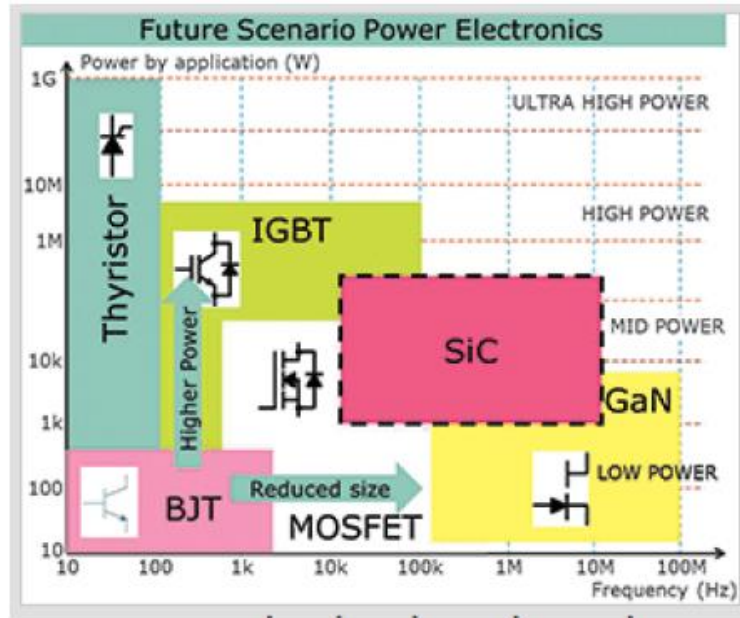 Future Scenario Power Electronics
Power by application (W)
1G
ULTRA HIGH POWER
10M
HIGH POWER
1M
IGBT
Thyristor
Higher Power
MID POWER
SiC
10k
GaN
1k
LOW POWER
100
BJT
Reduced size
MOSFET
10
10 100 1k 10k 100k 1M 10M 100M
Frequency (Hz)